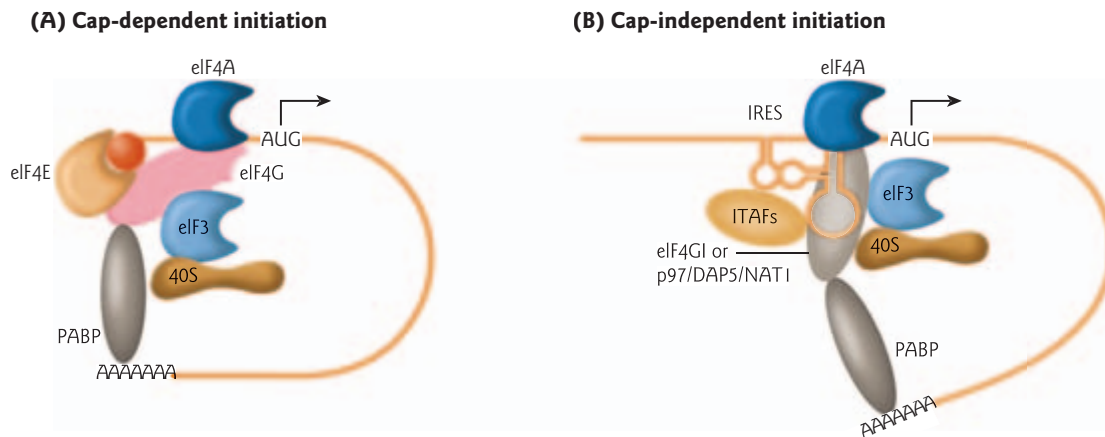 (A) Cap-dependent initiation
eIF4A
AUG
eIF4E
eIF4G
eIF3
40S
PABP
AAAAAAA
(B) Cap-independent initiation
eIF4A
IRES
AUG
eIF3
ITAFs
40S
eIF4GI or
p97/DAP5/NAT1
PABP
AAAAAAA